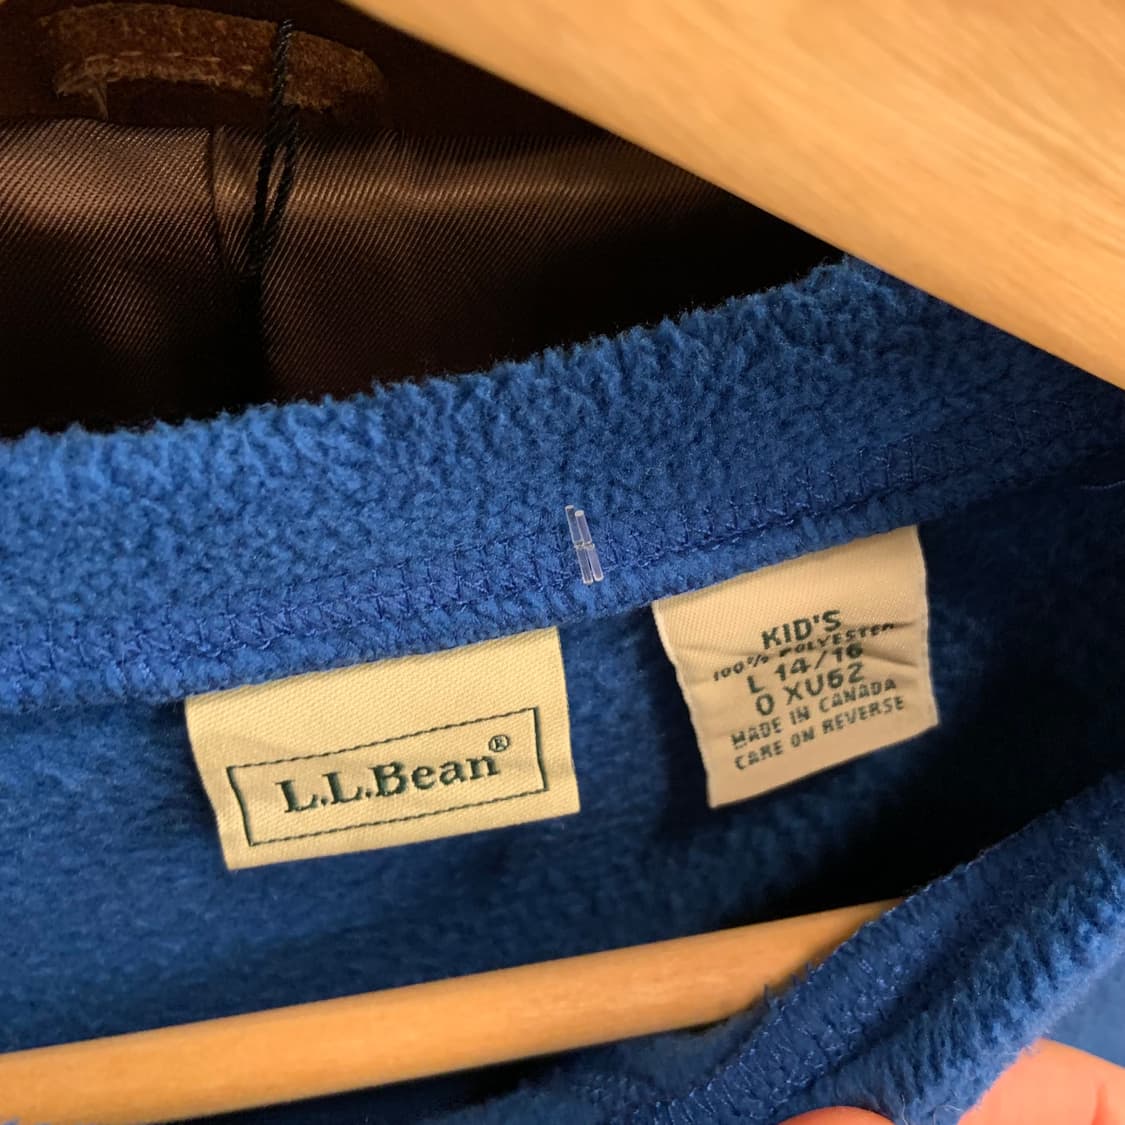 L.L.Bean®
KID'S
100% POLYESTER
L 14/16
0 XU62
MADE IN CANADA
CARE ON REVERSE